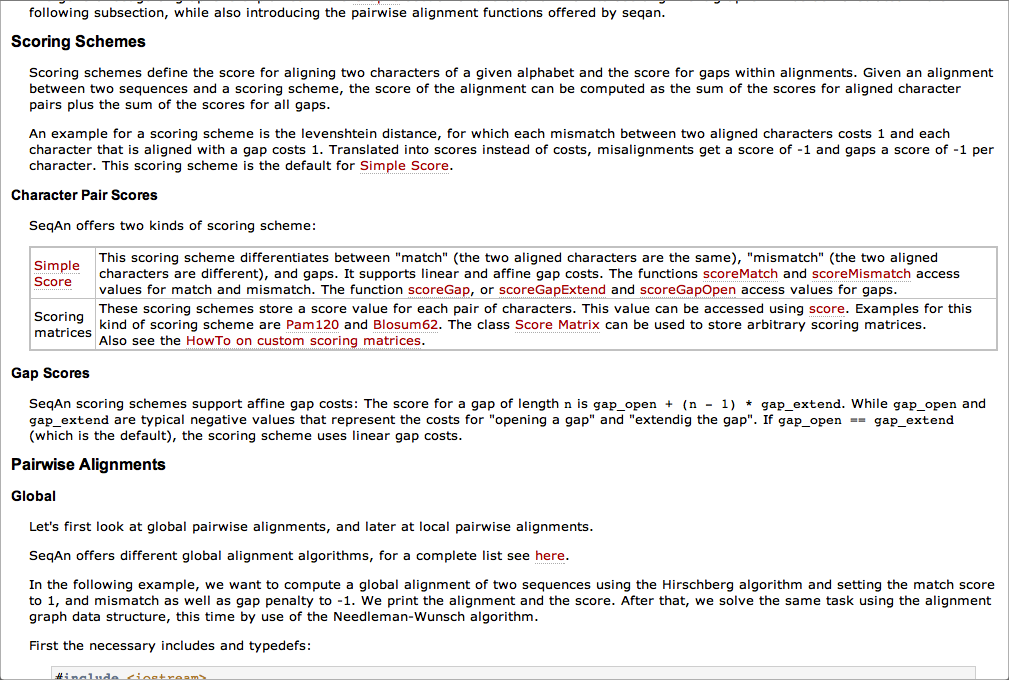 following subsection, while also introducing the pairwise alignment functions offered by seqan.
Scoring Schemes
Scoring schemes define the score for aligning two characters of a given alphabet and the score for gaps within alignments. Given an alignment
between two sequences and a scoring scheme, the score of the alignment can be computed as the sum of the scores for aligned character
pairs plus the sum of the scores for all gaps.
An example for a scoring scheme is the levenshtein distance, for which each mismatch between two aligned characters costs 1 and each
character that is aligned with a gap costs 1. Translated into scores instead of costs, misalignments get a score of -1 and gaps a score of -1 per
character. This scoring scheme is the default for Simple Score.
Character Pair Scores
SeqAn offers two kinds of scoring scheme:
Simple
Score
This scoring scheme differentiates between "match" (the two aligned characters are the same), "mismatch" (the two aligned
characters are different), and gaps. It supports linear and affine gap costs. The functions scoreMatch and scoreMismatch access
values for match and mismatch. The function scoreGap, or scoreGapExtend and scoreGapOpen access values for gaps.
Scoring
matrices
These scoring schemes store a score value for each pair of characters. This value can be accessed using score. Examples for this
kind of scoring scheme are Pam120 and Blosum62. The class Score Matrix can be used to store arbitrary scoring matrices.
Also see the HowTo on custom scoring matrices.
Gap Scores
SeqAn scoring schemes support affine gap costs: The score for a gap of length n is gap_open + (n - 1) * gap_extend. While gap_open and
gap_extend are typical negative values that represent the costs for "opening a gap" and "extendig the gap". If gap_open == gap_extend
(which is the default), the scoring scheme uses linear gap costs.
Pairwise Alignments
Global
Let's first look at global pairwise alignments, and later at local pairwise alignments.
SeqAn offers different global alignment algorithms, for a complete list see here.
In the following example, we want to compute a global alignment of two sequences using the Hirschberg algorithm and setting the match score
to 1, and mismatch as well as gap penalty to -1. We print the alignment and the score. After that, we solve the same task using the alignment
graph data structure, this time by use of the Needleman-Wunsch algorithm.
First the necessary includes and typedefs:
#include <iostream>